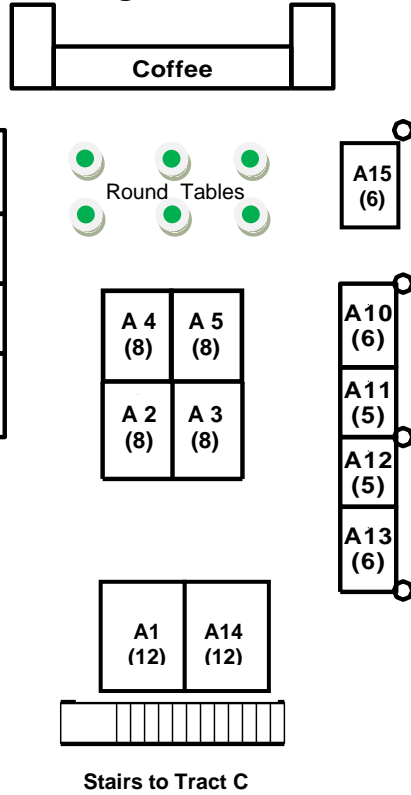 Coffee
Round Tables
A15
(6)
A 4
(8)
A 5
(8)
A10
(6)
A11
(5)
A 2
(8)
A 3
(8)
A12
(5)
A13
(6)
A1
(12)
A14
(12)
Stairs to Tract C